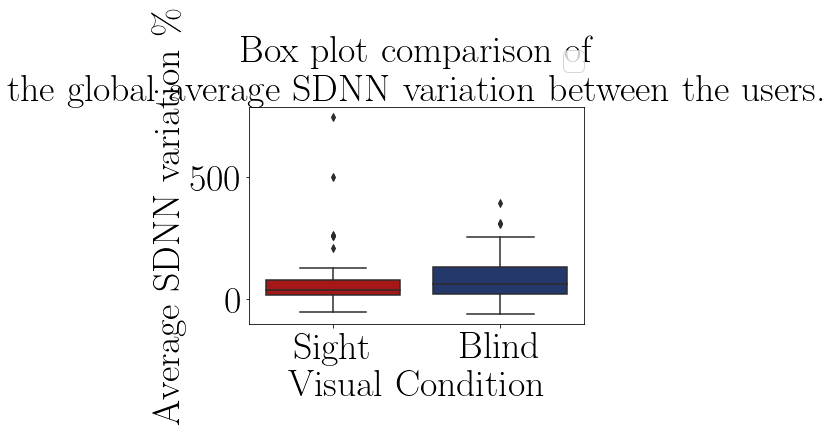 Box plot comparison of
the global average SDNN variation between the users.
Average SDNN variation %
500
0
Sight
Blind
Visual Condition